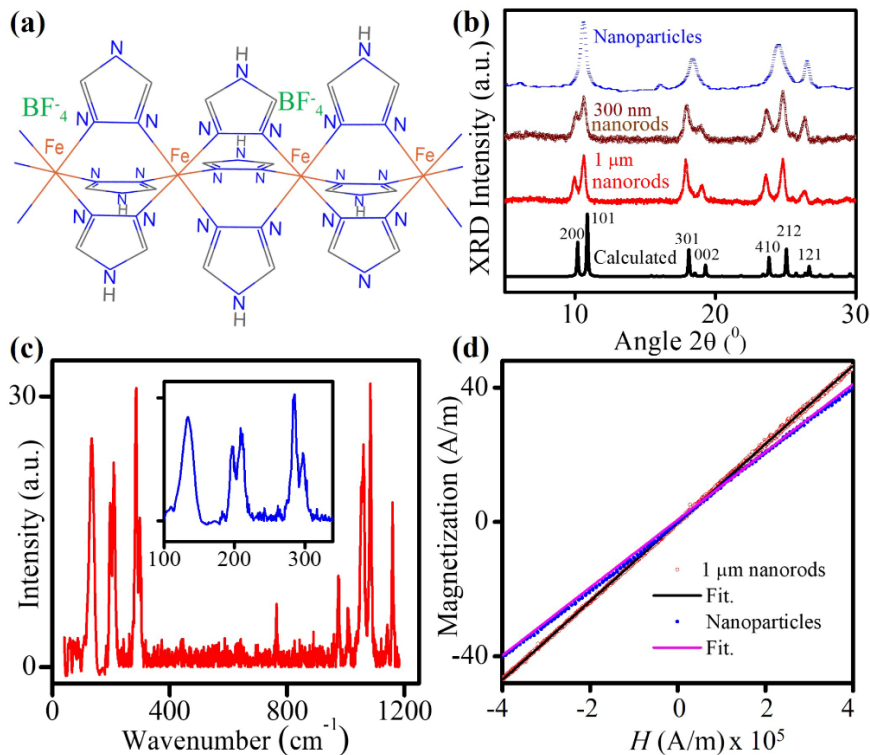 (a)
N
H
N
H
N
BF-4
BF-4
N
N
N
N
N
N
H
Fe
Fe
Fe
Fe
N
N
N
N
N
N
N
N
H
N
H
N
H
N
N
N
N
N
N
N
H
N
H
N
H
(b)
XRD Intensity (a.u.)
Nanoparticles
300 nm
nanorods
1 μm
nanorods
101
200
301
002
410
212
121
Calculated
10
20
30
Angle 2θ (0)
(c)
Intensity (a.u.)
30
0
100
200
300
0
400
800
1200
Wavenumber (cm-1)
(d)
Magnetization (A/m)
40
0
-40
1 μm nanorods
Fit.
Nanoparticles
Fit.
-4
-2
0
2
4
H (A/m) x 105